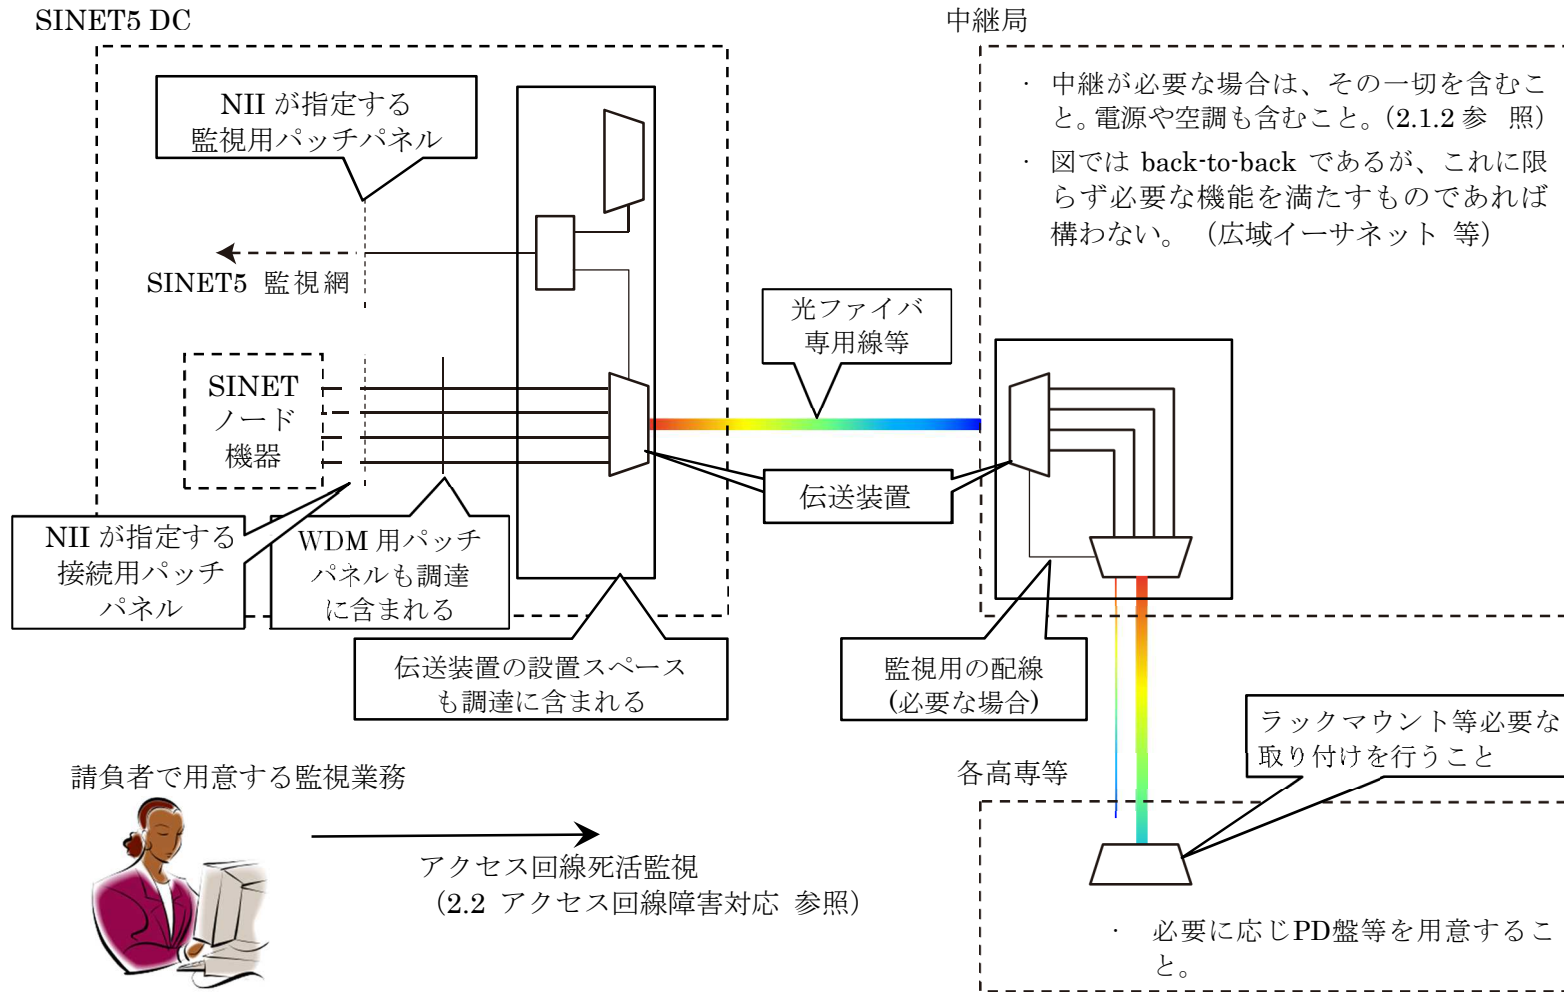 SINET5 DC
中継局
NII が指定する
監視用パッチパネル
・ 中継が必要な場合は、その一切を含むこ
と。電源や空調も含むこと。（2.1.2 参 照）
・ 図では back-to-back であるが、これに限
らず必要な機能を満たすものであれば
構わない。 （広域イーサネット 等）
SINET5 監視網
光ファイバ
専用線等
SINET
ノード
機器
伝送装置
NII が指定する
接続用パッチ
パネル
WDM 用パッチ
パネルも調達
に含まれる
伝送装置の設置スペース
も調達に含まれる
監視用の配線
(必要な場合)
ラックマウント等必要な
取り付けを行うこと
請負者で用意する監視業務
各高専等
アクセス回線死活監視
（2.2 アクセス回線障害対応 参照）
・ 必要に応じPD盤等を用意するこ
と。